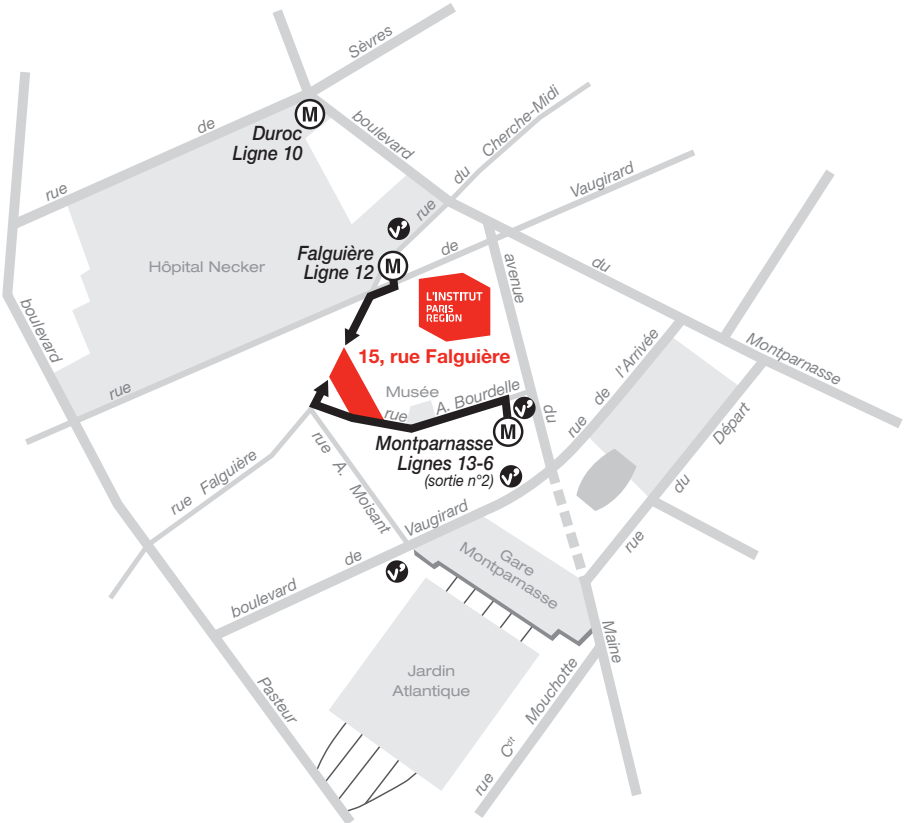 Sèvres
de
M
Duroc
Ligne 10
boulevard
Cherche-Midi
du
rue
rue
Vaugirard
de
V'
Falguière
Ligne 12
M
Hôpital Necker
avenue
du
L'INSTITUT
PARIS
REGION
boulevard
Montparnasse
15, rue Falguière
l'Arrivée
de
rue
Musée
rue
rue A. Bourdelle
V'
du
M
Départ
du
rue
Montparnasse
Lignes 13-6
(sortie n°2)
V'
rue Falguière
rue A. Moisant
Vaugirard
de
boulevard
V'
Gare
Montparnasse
Maine
Jardin
Atlantique
Pasteur
Mouchotte
Cdt
rue